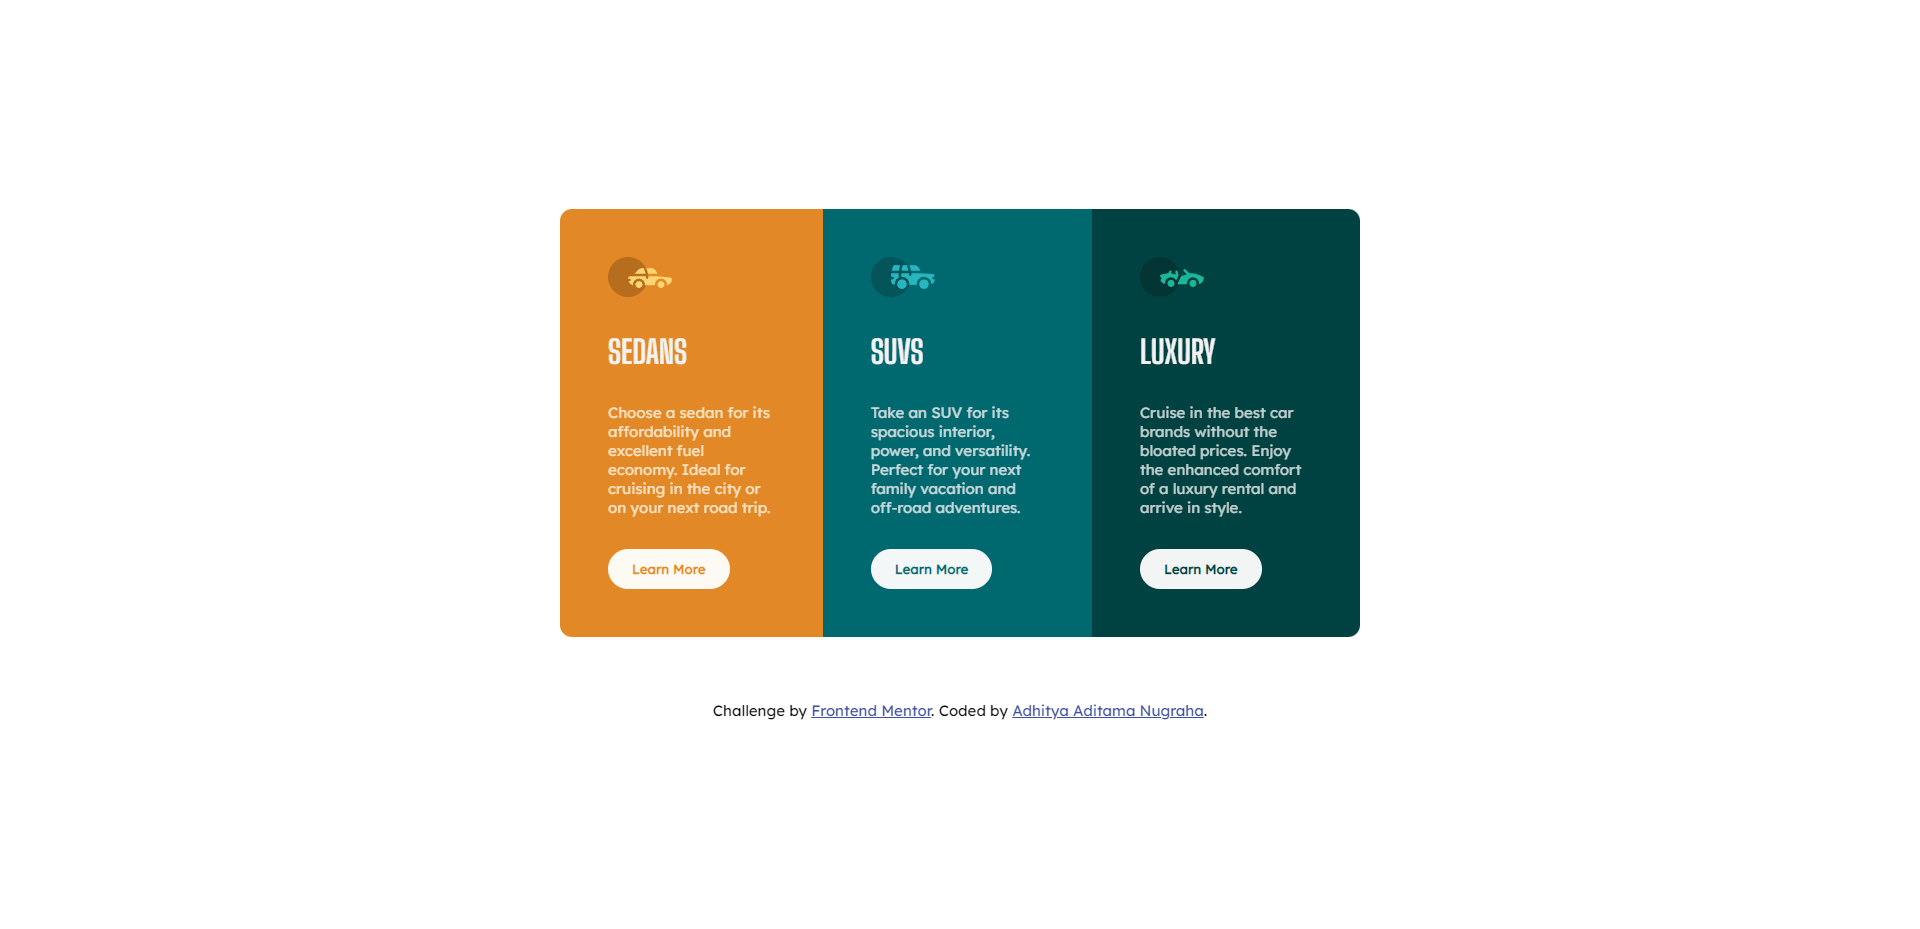 SEDANS
Choose a sedan for its
affordability and
excellent fuel
economy. Ideal for
cruising in the city or
on your next road trip.
Learn More
SUVS
Take an SUV for its
spacious interior,
power, and versatility.
Perfect for your next
family vacation and
off-road adventures.
Learn More
LUXURY
Cruise in the best car
brands without the
bloated prices. Enjoy
the enhanced comfort
of a luxury rental and
arrive in style.
Learn More
Challenge by Frontend Mentor. Coded by Adhitya Aditama Nugraha.